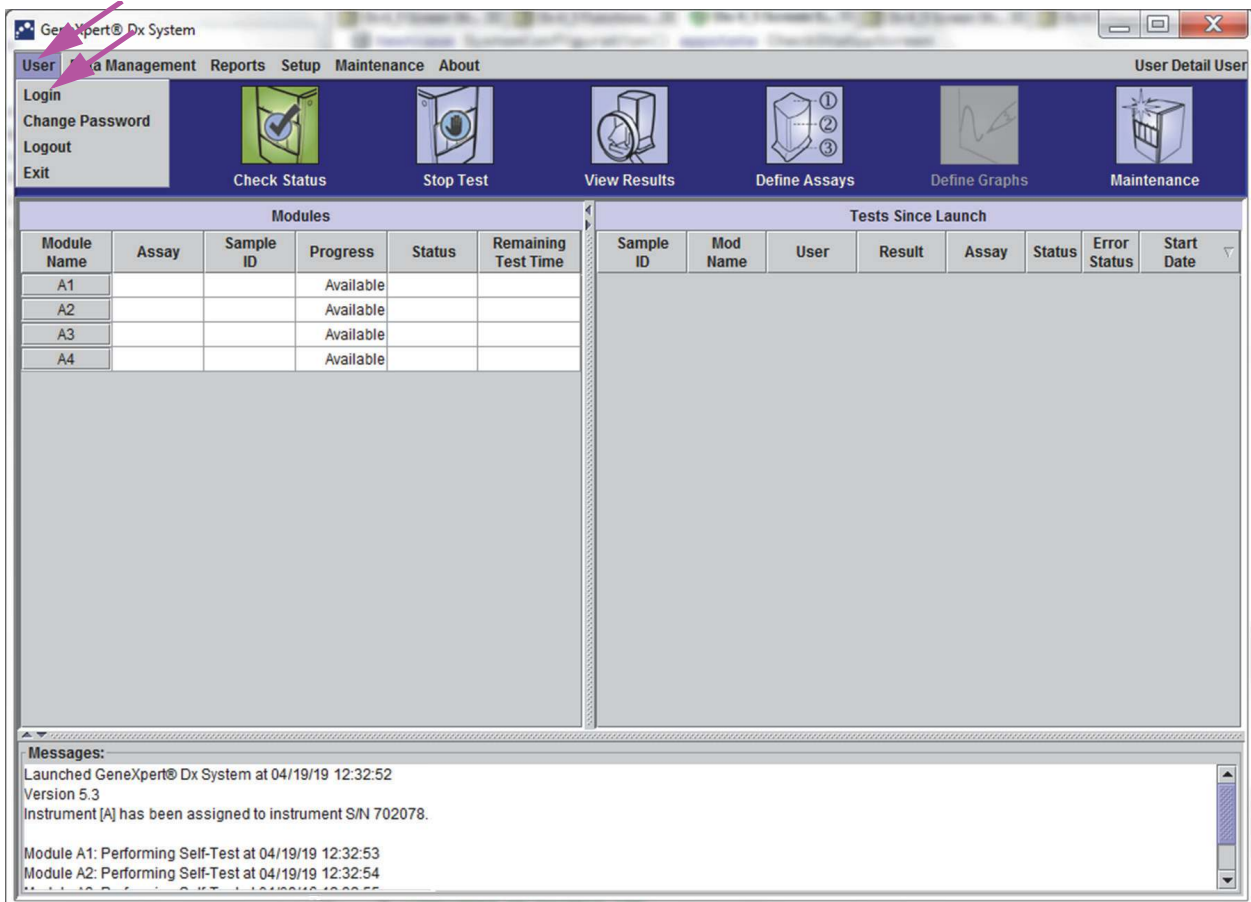 GeneXpert® Dx System
User Data Management Reports Setup Maintenance About User Detail User
Login
Change Password
Logout
Exit
Check Status Stop Test View Results Define Assays Define Graphs Maintenance
1
2
3
Modules
Module Name Assay Sample ID Progress Status Remaining Test Time
A1 Available
A2 Available
A3 Available
A4 Available
Tests Since Launch
Sample ID Mod Name User Result Assay Status Error Status Start Date
Messages:
Launched GeneXpert® Dx System at 04/19/19 12:32:52
Version 5.3
Instrument [A] has been assigned to instrument S/N 702078.
Module A1: Performing Self-Test at 04/19/19 12:32:53
Module A2: Performing Self-Test at 04/19/19 12:32:54